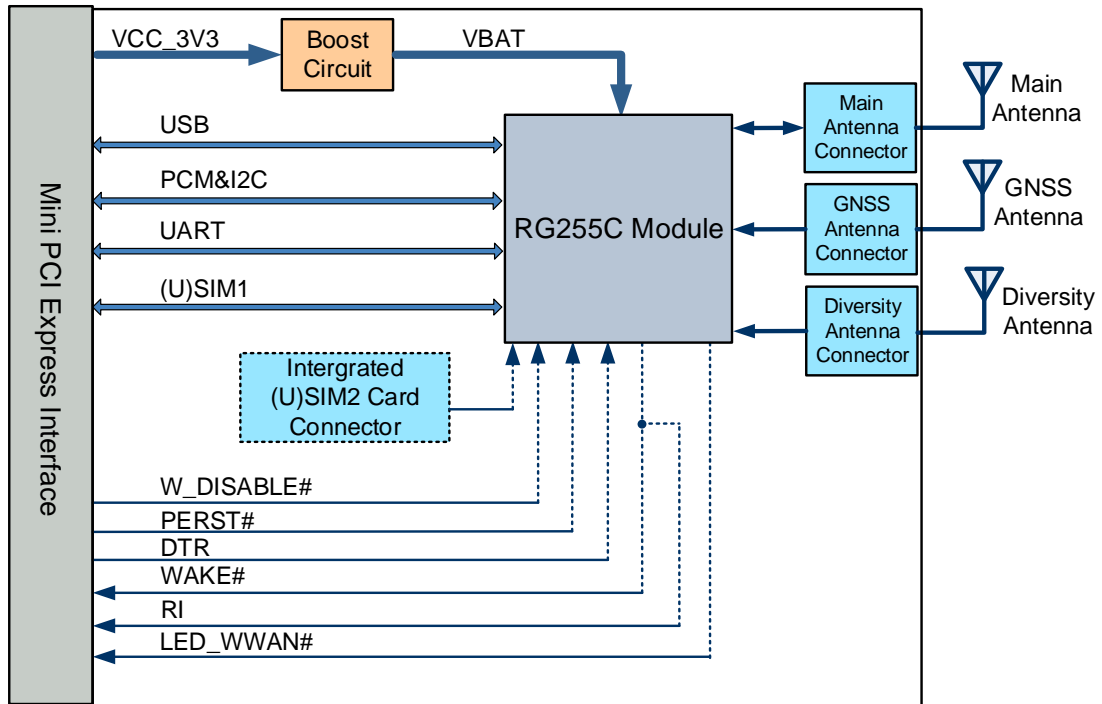 VCC_3V3
Boost
Circuit
VBAT
Main
Antenna
Connector
Main
Antenna
USB
PCM&I2C
UART
(U)SIM1
Mini PCI Express Interface
RG255C Module
GNSS
Antenna
Connector
GNSS
Antenna
Diversity
Antenna
Connector
Diversity
Antenna
Intergrated
(U)SIM2 Card
Connector
W_DISABLE#
PERST#
DTR
WAKE#
RI
LED_WWAN#